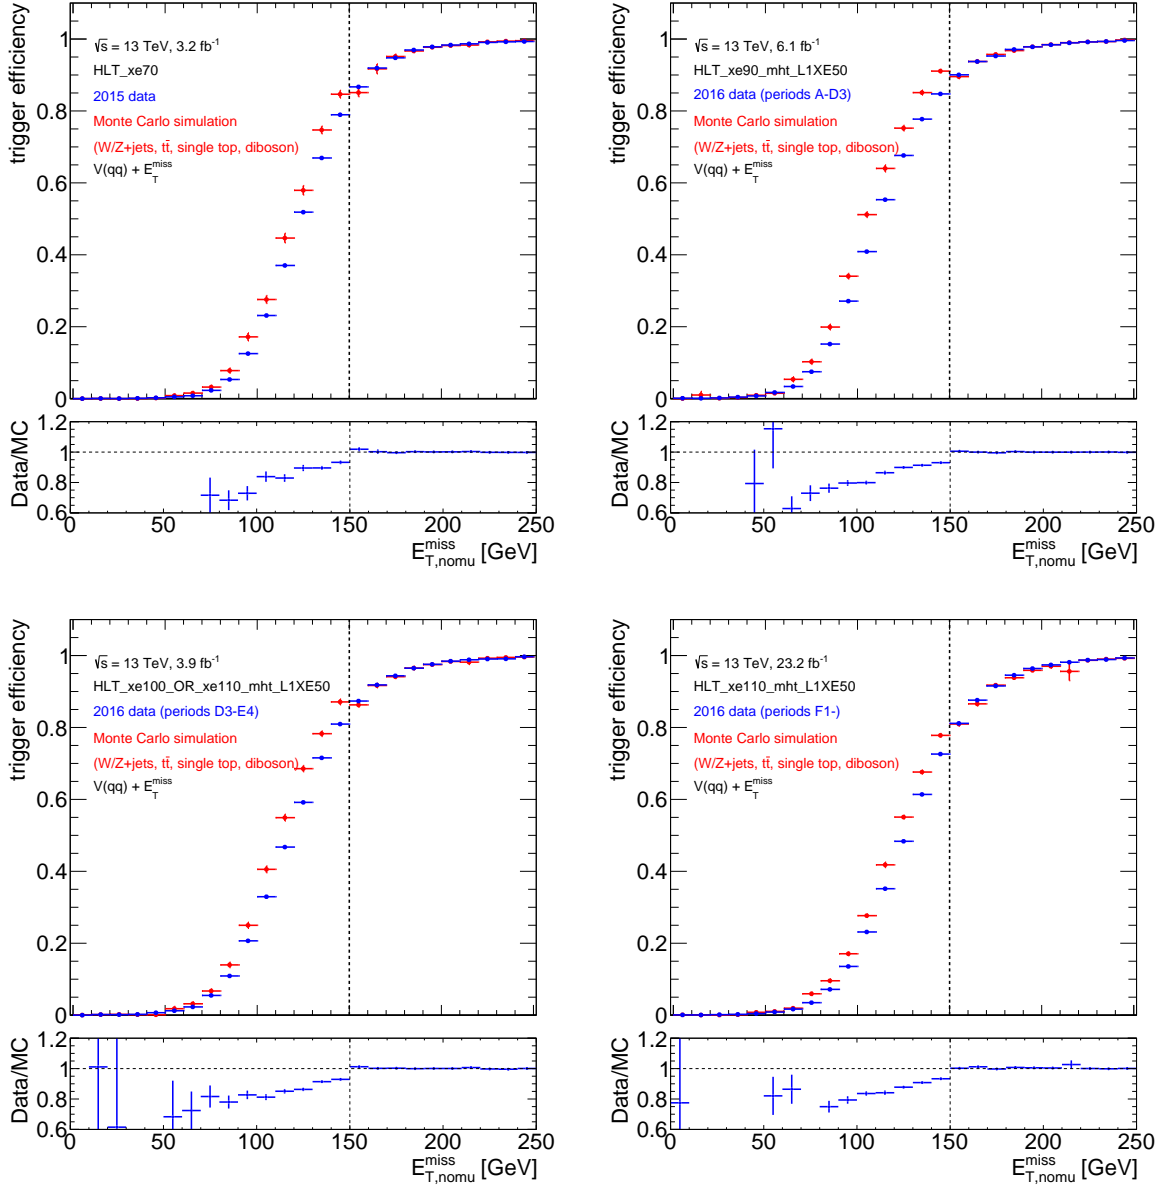 trigger efficiency
√s = 13 TeV, 3.2 fb⁻¹
HLT_xe70
2015 data
Monte Carlo simulation
(W/Z+jets, tt̄, single top, diboson)
V(qq) + E_T^miss
1
0.8
0.6
0.4
0.2
0
Data/MC
1.2
1
0.8
0.6
0 50 100 150 200 250
E_T,nomu^miss [GeV]
trigger efficiency
√s = 13 TeV, 6.1 fb⁻¹
HLT_xe90_mht_L1XE50
2016 data (periods A-D3)
Monte Carlo simulation
(W/Z+jets, tt̄, single top, diboson)
V(qq) + E_T^miss
1
0.8
0.6
0.4
0.2
0
Data/MC
1.2
1
0.8
0.6
0 50 100 150 200 250
E_T,nomu^miss [GeV]
trigger efficiency
√s = 13 TeV, 3.9 fb⁻¹
HLT_xe100_OR_xe110_mht_L1XE50
2016 data (periods D3-E4)
Monte Carlo simulation
(W/Z+jets, tt̄, single top, diboson)
V(qq) + E_T^miss
1
0.8
0.6
0.4
0.2
0
Data/MC
1.2
1
0.8
0.6
0 50 100 150 200 250
E_T,nomu^miss [GeV]
trigger efficiency
√s = 13 TeV, 23.2 fb⁻¹
HLT_xe110_mht_L1XE50
2016 data (periods F1-)
Monte Carlo simulation
(W/Z+jets, tt̄, single top, diboson)
V(qq) + E_T^miss
1
0.8
0.6
0.4
0.2
0
Data/MC
1.2
1
0.8
0.6
0 50 100 150 200 250
E_T,nomu^miss [GeV]